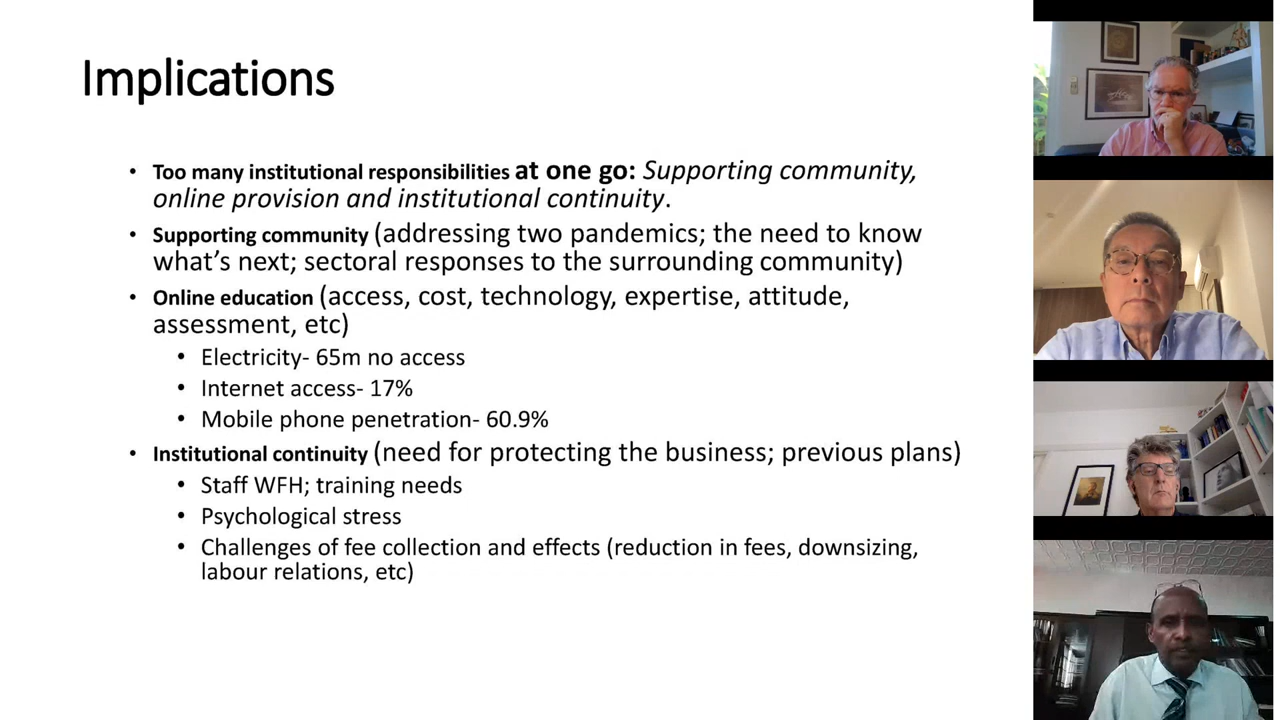 Implications
• Too many institutional responsibilities at one go: Supporting community,
online provision and institutional continuity.
• Supporting community (addressing two pandemics; the need to know
what's next; sectoral responses to the surrounding community)
• Online education (access, cost, technology, expertise, attitude,
assessment, etc)
• Electricity- 65m no access
• Internet access- 17%
• Mobile phone penetration- 60.9%
• Institutional continuity (need for protecting the business; previous plans)
• Staff WFH; training needs
• Psychological stress
• Challenges of fee collection and effects (reduction in fees, downsizing,
labour relations, etc)